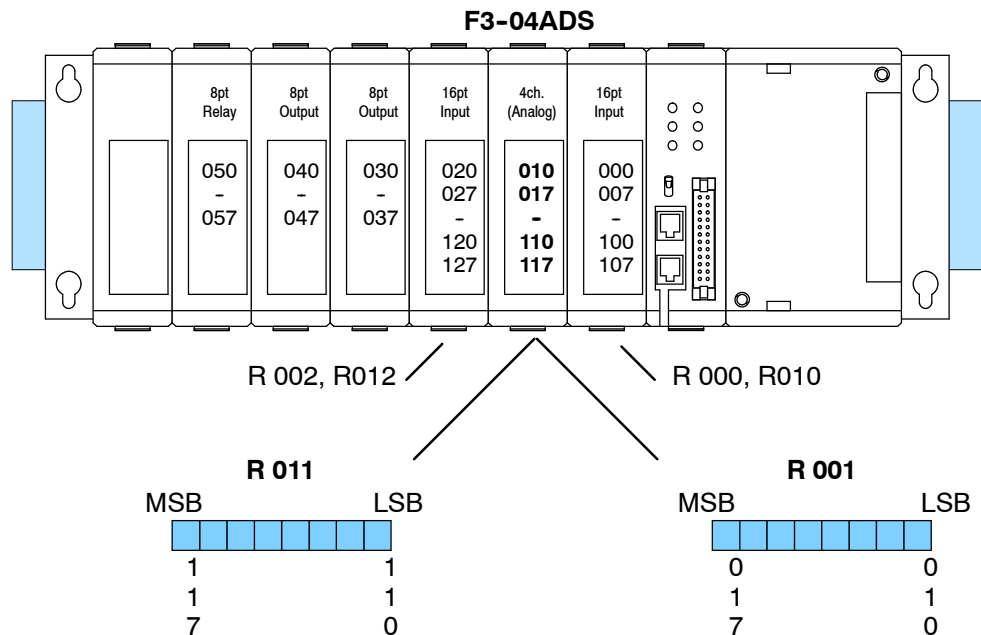 F3-04ADS
8pt Relay
8pt Output
8pt Output
16pt Input
4ch. (Analog)
16pt Input
050 - 057
040 - 047
030 - 037
020 027 - 120 127
010 017 - 110 117
000 007 - 100 107
R 002, R012
R 000, R010
R 011
MSB LSB
1 1
1 1
7 0
R 001
MSB LSB
0 0
1 1
7 0